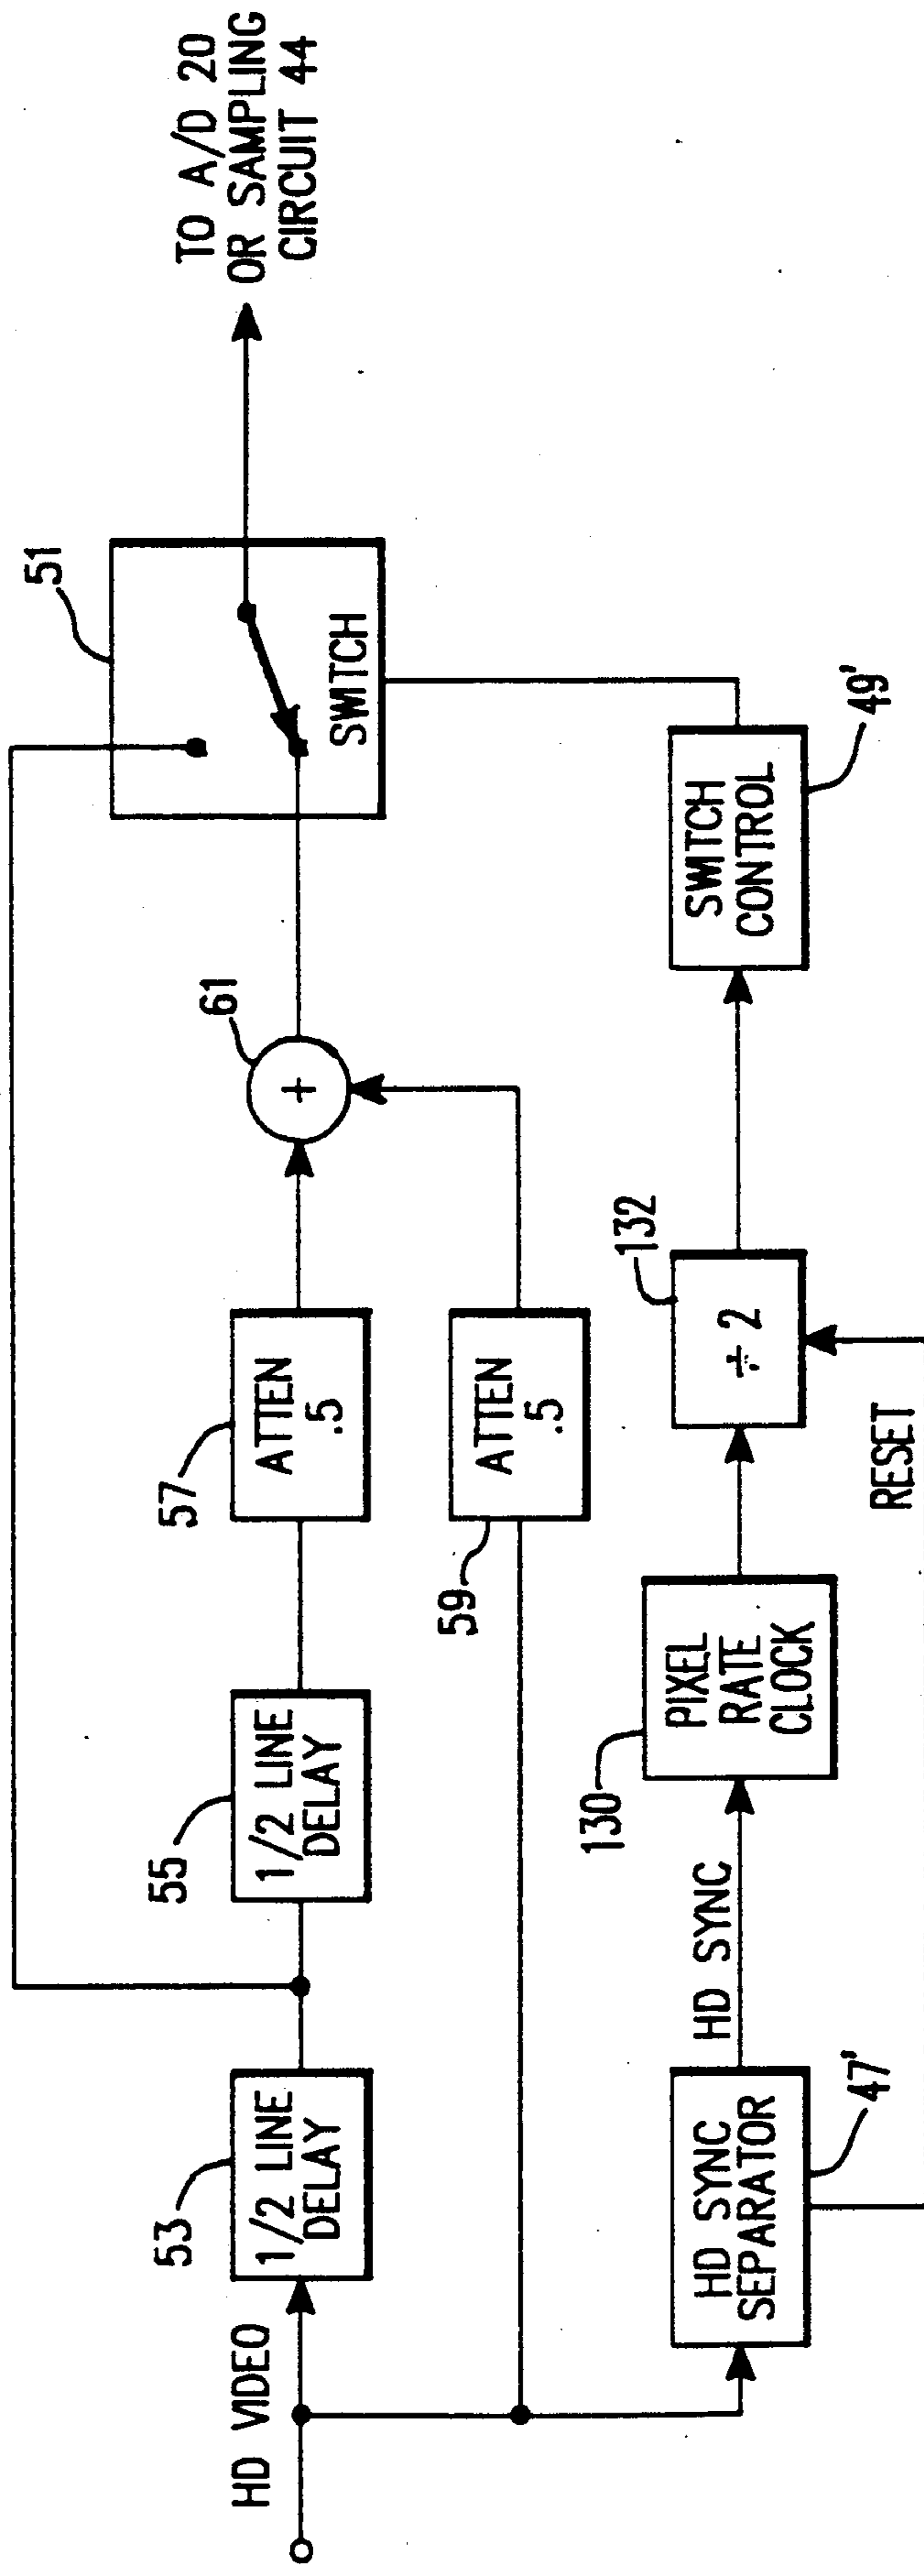 51
TO A/D 20
OR SAMPLING
CIRCUIT 44
SWITCH
61
53
1/2 LINE
DELAY
55
1/2 LINE
DELAY
57
ATTEN
.5
HD VIDEO
59
ATTEN
.5
132
÷ 2
SWITCH
CONTROL
49'
+
HD SYNC
SEPARATOR
47'
HD SYNC
130
PIXEL
RATE
CLOCK
RESET